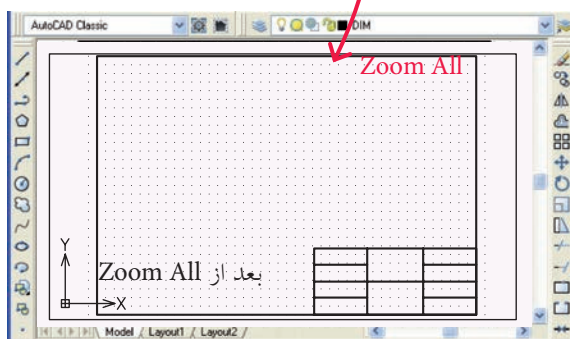 AutoCAD Classic DIM
Zoom All
Y
بعد از Zoom All
X
Model / Layout1 / Layout2 /